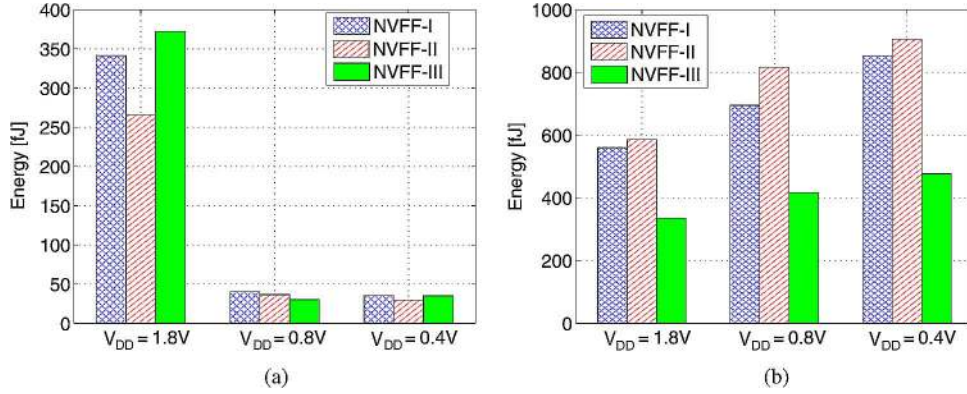 400
350
300
250
200
150
100
50
0
Energy [fJ]
NVFF-I
NVFF-II
NVFF-III
V_DD = 1.8V
V_DD = 0.8V
V_DD = 0.4V
(a)
1000
800
600
400
200
0
Energy [fJ]
NVFF-I
NVFF-II
NVFF-III
V_DD = 1.8V
V_DD = 0.8V
V_DD = 0.4V
(b)